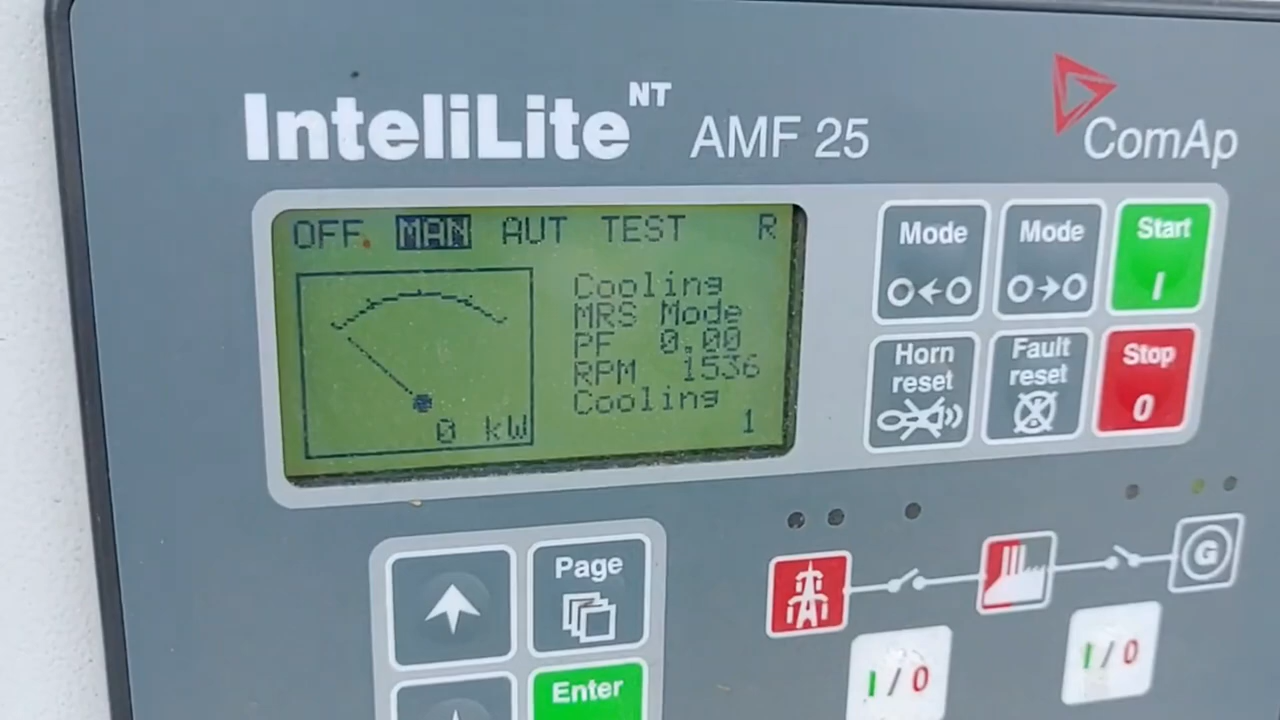 InteliLite NT AMF 25
ComAp
OFF MAN AUT TEST R
Cooling
MRS Mode
PF 0.00
RPM 1536
Cooling
0 kW 1
Mode
Mode
Start
I
Horn reset
Fault reset
Stop
0
Page
Enter
G
I/0
I/0